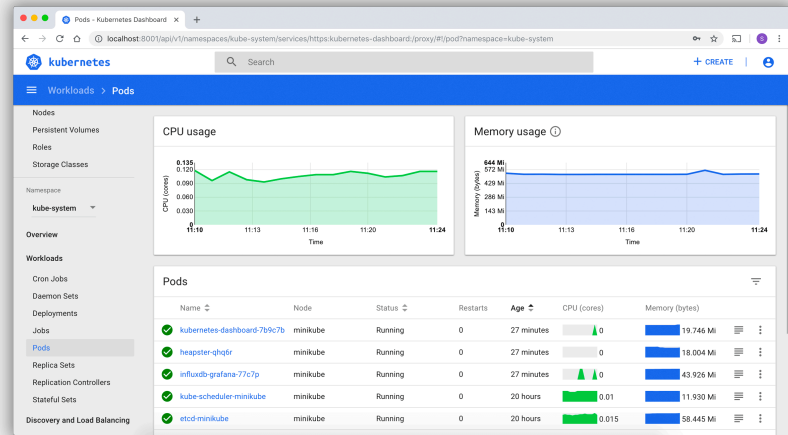 Pods - Kubernetes Dashboard
localhost:8001/api/v1/namespaces/kube-system/services/https:kubernetes-dashboard:/proxy/#!/pod?namespace=kube-system
S
kubernetes
Search
+ CREATE
Workloads > Pods
Nodes
Persistent Volumes
Roles
Storage Classes
Namespace
kube-system
Overview
Workloads
Cron Jobs
Daemon Sets
Deployments
Jobs
Pods
Replica Sets
Replication Controllers
Stateful Sets
Discovery and Load Balancing
CPU usage
CPU (cores)
0.135
0.120
0.090
0.060
0.030
0
11:10 11:13 11:16 11:20 11:24
Time
Memory usage
Memory (bytes)
644 Mi
572 Mi
429 Mi
286 Mi
143 Mi
0
11:10 11:13 11:16 11:20 11:24
Time
Pods
Name Node Status Restarts Age CPU (cores) Memory (bytes)
kubernetes-dashboard-7b9c7b minikube Running 0 27 minutes 0 19.746 Mi
heapster-qhq6r minikube Running 0 27 minutes 0 18.004 Mi
influxdb-grafana-77c7p minikube Running 0 27 minutes 0 43.926 Mi
kube-scheduler-minikube minikube Running 0 20 hours 0.01 11.930 Mi
etcd-minikube minikube Running 0 20 hours 0.015 58.445 Mi